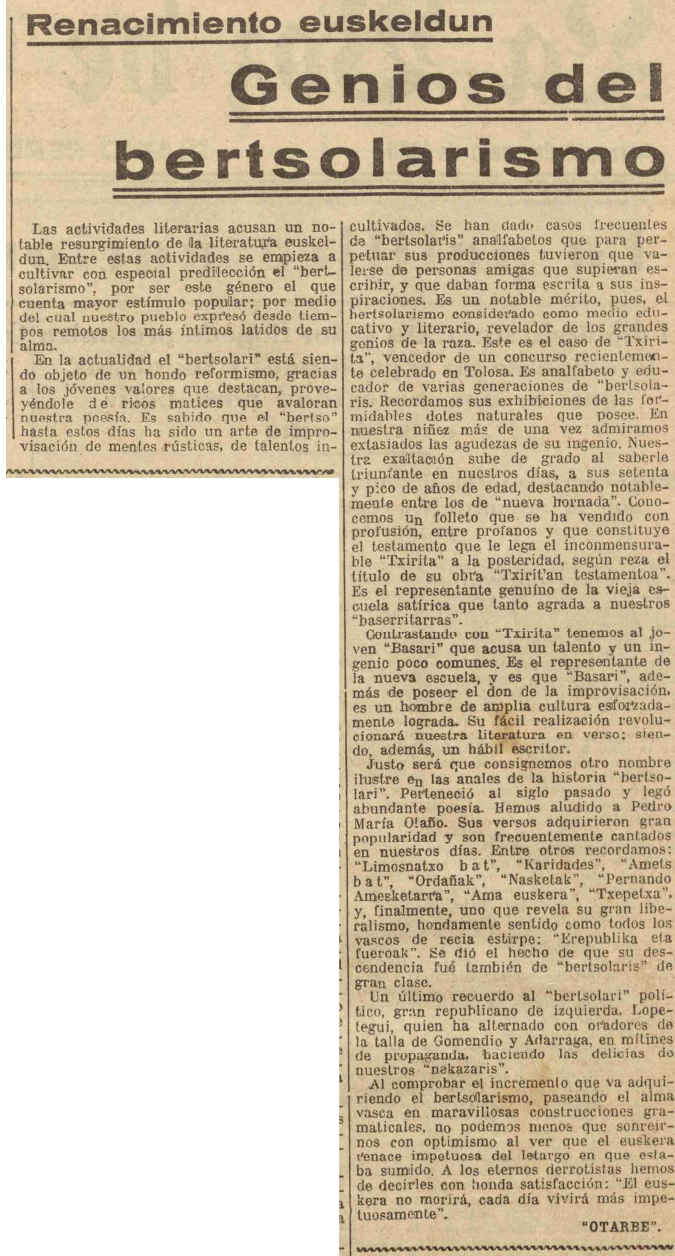 Renacimiento euskeldun
Genios del
bertsolarismo
Las actividades literarias acusan un no-
table resurgimiento de la literatura euskel-
dun. Entre estas actividades se empieza a
cultivar con especial predilección el "bert-
solarismo", por ser este género el que
cuenta mayor estímulo popular; por medio
del cual nuestro pueblo expresó desde tiem-
pos remotos los más íntimos latidos de su
alma.
En la actualidad el "bertsolari" está sien-
do objeto de un hondo reformismo, gracias
a los jóvenes valores que destacan, prove-
yéndole de ricos matices que avaloran
nuestra poesía. Es sabido que el "bertso"
hasta estos días ha sido un arte de impro-
visación de mentes rústicas, de talentos in-
cultivados. Se han dado casos frecuentes
de "bertsolaris" analfabetos que para per-
petuar sus producciones tuvieron que va-
lerse de personas amigas que supieran es-
cribir, y que daban forma escrita a sus ins-
piraciones. Es un notable mérito, pues, el
bertsolarismo considerado como medio edu-
cativo y literario, revelador de los grandes
genios de la raza. Este es el caso de "Txiri-
ta", vencedor de un concurso recientemen-
te celebrado en Tolosa. Es analfabeto y edu-
cador de varias generaciones de "bertsola-
ris. Recordamos sus exhibiciones de las for-
midables dotes naturales que posee. En
nuestra niñez más de una vez admiramos
extasiados las agudezas de su ingenio. Nues-
tra exaltación sube de grado al saberle
triunfante en nuestros días, a sus setenta
y pico de años de edad, destacando notable-
mente entre los de "nueva hornada". Cono-
cemos un folleto que se ha vendido con
profusión, entre profanos y que constituye
el testamento que le lega el inconmensura-
ble "Txirita" a la posteridad, según reza el
título de su obra "Txirit'an testamentoa".
Es el representante genuíno de la vieja es-
cuela satírica que tanto agrada a nuestros
"baserritarras".
Contrastando con "Txirita" tenemos al jo-
ven "Basari" que acusa un talento y un in-
genio poco comunes. Es el representante de
la nueva escuela, y es que "Basari", ade-
más de poseer el don de la improvisación,
es un hombre de amplia cultura esforzada-
mente lograda. Su fácil realización revolu-
cionará nuestra literatura en verso; sien-
do, además, un hábil escritor.
Justo será que consignemos otro nombre
ilustre en las anales de la historia "bertso-
lari". Perteneció al siglo pasado y legó
abundante poesía. Hemos aludido a Pedro
María Otaño. Sus versos adquirieron gran
popularidad y son frecuentemente cantados
en nuestros días. Entre otros recordamos:
"Limosnatxo bat", "Karidades", "Amets
bat", "Ordañak", "Nasketak", "Pernando
Amesketarra", "Ama euskera", "Txepetxa",
y, finalmente, uno que revela su gran libe-
ralismo, hondamente sentido como todos los
vascos de recia estirpe: "Erepublika eta
fueroak". Se dió el hecho de que su des-
cendencia fué también de "bertsolaris" de
gran clase.
Un último recuerdo al "bertsolari" polí-
tico, gran republicano de izquierda, Lope-
tegui, quien ha alternado con oradores de
la talla de Gomendio y Adarraga, en mítines
de propaganda, haciendo las delicias de
nuestros "nekazaris".
Al comprobar el incremento que va adqui-
riendo el bertsolarismo, paseando el alma
vasca en maravillosas construcciones gra-
maticales, no podemos menos que sonreir-
nos con optimismo al ver que el euskera
renace impetuosa del letargo en que esta-
ba sumido. A los eternos derrotistas hemos
de decirles con honda satisfacción: "El eus-
kera no morirá, cada día vivirá más impe-
tuosamente".
"OTARBE".